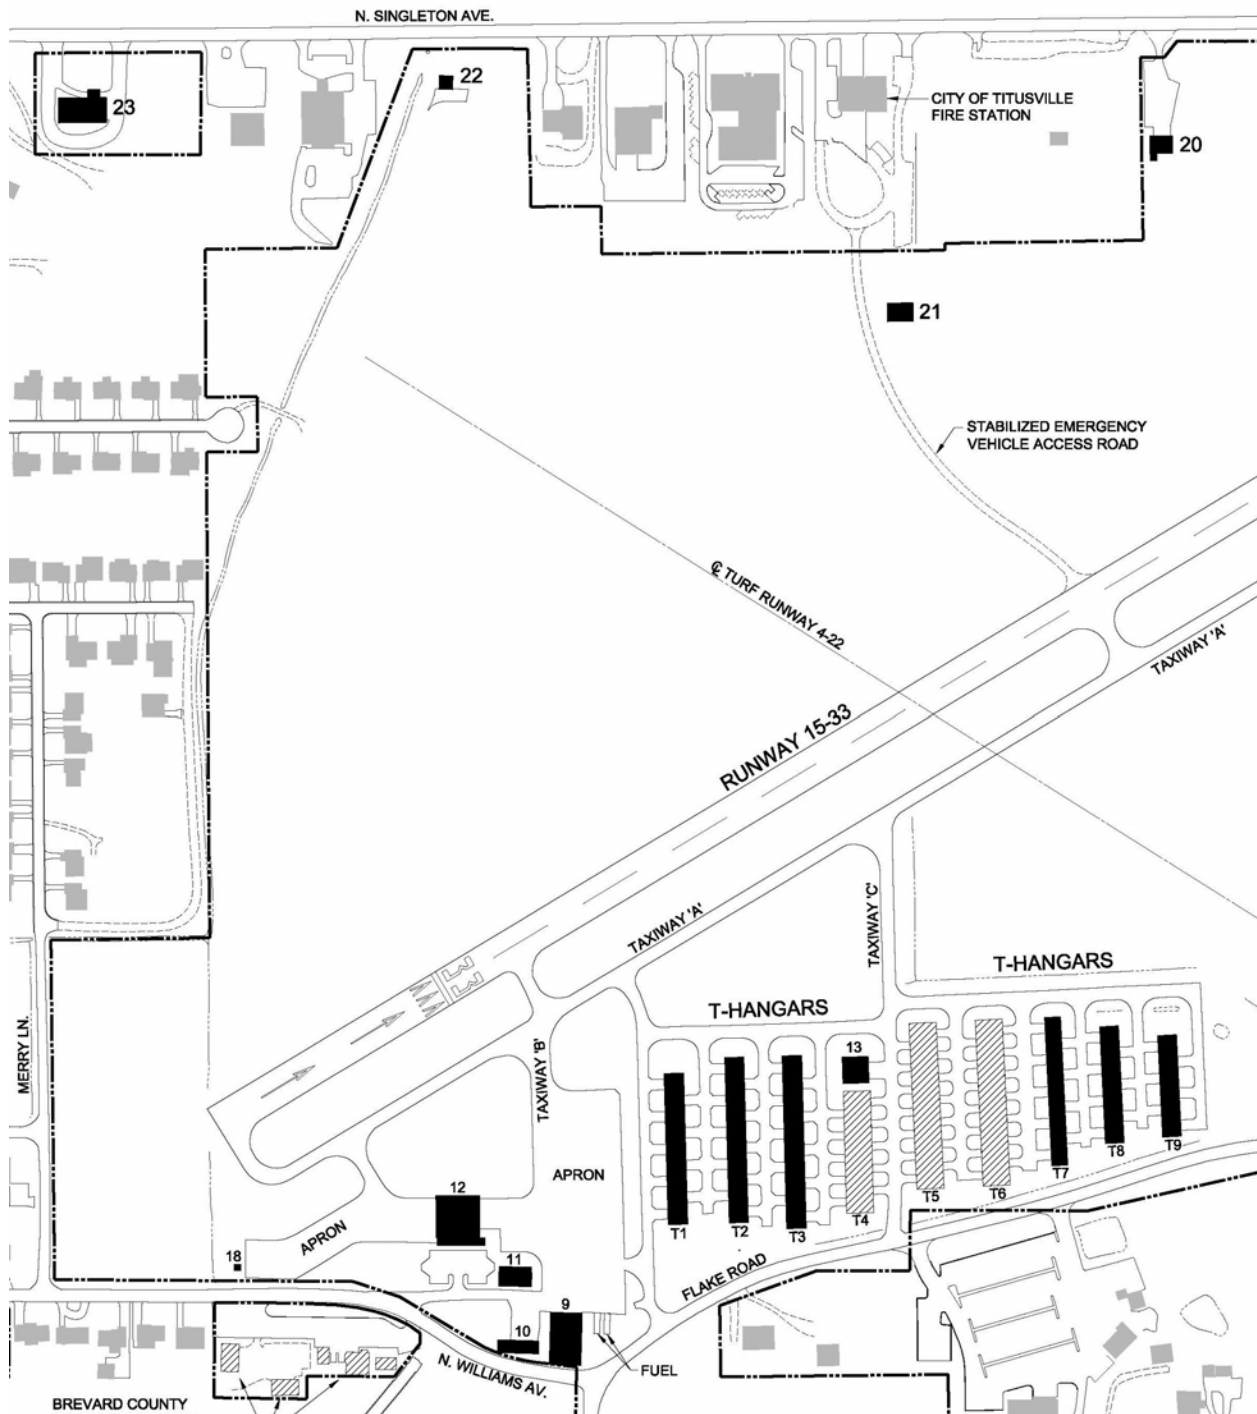 N. SINGLETON AVE.
23
22
CITY OF TITUSVILLE
FIRE STATION
20
21
STABILIZED EMERGENCY
VEHICLE ACCESS ROAD
℄ TURF RUNWAY 4-22
TAXIWAY 'A'
RUNWAY 15-33
TAXIWAY 'A'
TAXIWAY 'C'
33
T-HANGARS
T-HANGARS
MERRY LN.
TAXIWAY 'B'
13
APRON
T1
T2
T3
T4
T5
T6
T7
T8
T9
12
APRON
18
11
FLAKE ROAD
9
10
N. WILLIAMS AV.
FUEL
BREVARD COUNTY